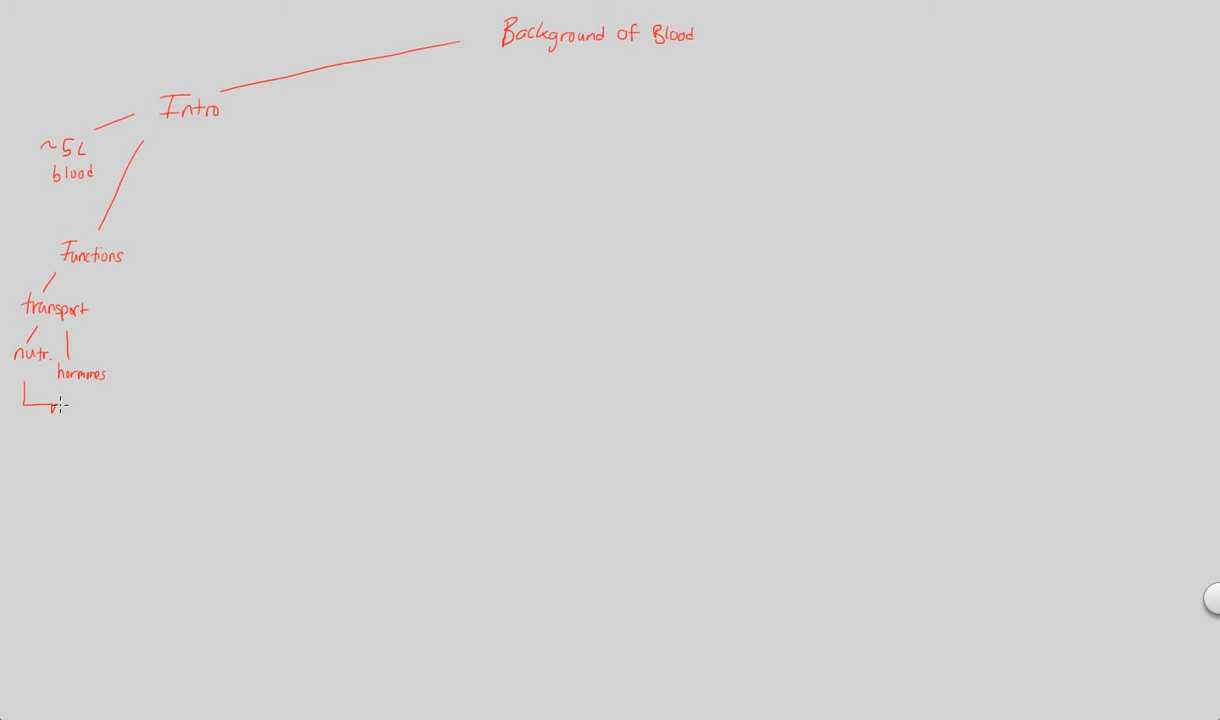 Background of Blood
Intro
~5L
blood
Functions
transport
nutr.
hormones